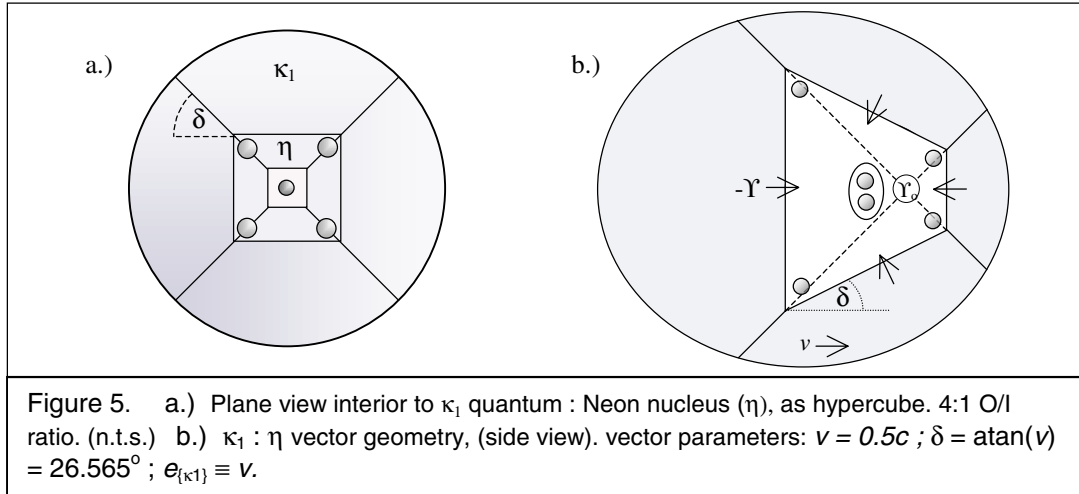 a.)
κ₁
δ
η
b.)
-ϒ
ϒₒ
δ
v
Figure 5. a.) Plane view interior to κ₁ quantum : Neon nucleus (η), as hypercube. 4:1 O/I
ratio. (n.t.s.) b.) κ₁ : η vector geometry, (side view). vector parameters: v = 0.5c ; δ = atan(v)
= 26.565° ; e{κ1} ≡ v.